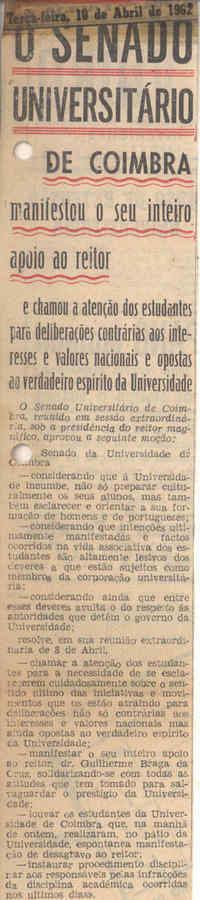 Terça-feira, 10 de Abril de 1962
O SENADO
UNIVERSITÁRIO
DE COIMBRA
manifestou o seu inteiro
apoio ao reitor
e chamou a atenção dos estudantes
para deliberações contrárias aos inte-
resses e valores nacionais e opostas
ao verdadeiro espírito da Universidade
O Senado Universitário de Coim-
bra, reunido em sessão extraordiná-
ria, sob a presidência do reitor mag-
nífico, aprovou a seguinte moção:
Senado da Universidade de
Coimbra
—considerando que à Universida-
de incumbe, não só preparar cultu-
ralmente os seus alunos, mas tam-
bém esclarecer e orientar a sua for-
mação de homens e de portugueses;
—considerando que intenções ulti-
mamente manifestadas e factos
ocorridos na vida associativa dos es-
tudantes são altamente lesivos dos
deveres a que estão sujeitos como
membros da corporação universitá-
ria;
—considerando ainda que entre
esses deveres avulta o do respeito às
autoridades que detêm o governo da
Universidade;
resolve, em sua reunião extraordi-
nária de 8 de Abril,
—chamar a atenção dos estudan-
tes para a necessidade de se escla-
recerem cuidadosamente sobre o sen-
tido último das iniciativas e movi-
mentos que os estão atraindo para
deliberações não só contrárias aos
interesses e valores nacionais mas
ainda opostas ao verdadeiro espírito
da Universidade;
—manifestar o seu inteiro apoio
ao reitor, dr. Guilherme Braga da
Cruz, solidarizando-se com todas as
atitudes que tem tomado para sal-
vaguardar o prestígio da Universi-
dade;
—louvar os estudantes da Univer-
sidade de Coimbra que, na manhã
de ontem, realizaram, no pátio da
Universidade, espontânea manifesta-
ção de desagravo ao reitor;
—instaurar procedimento discipli-
nar aos responsáveis pelas infracções
da disciplina académica ocorridas
nos últimos dias.